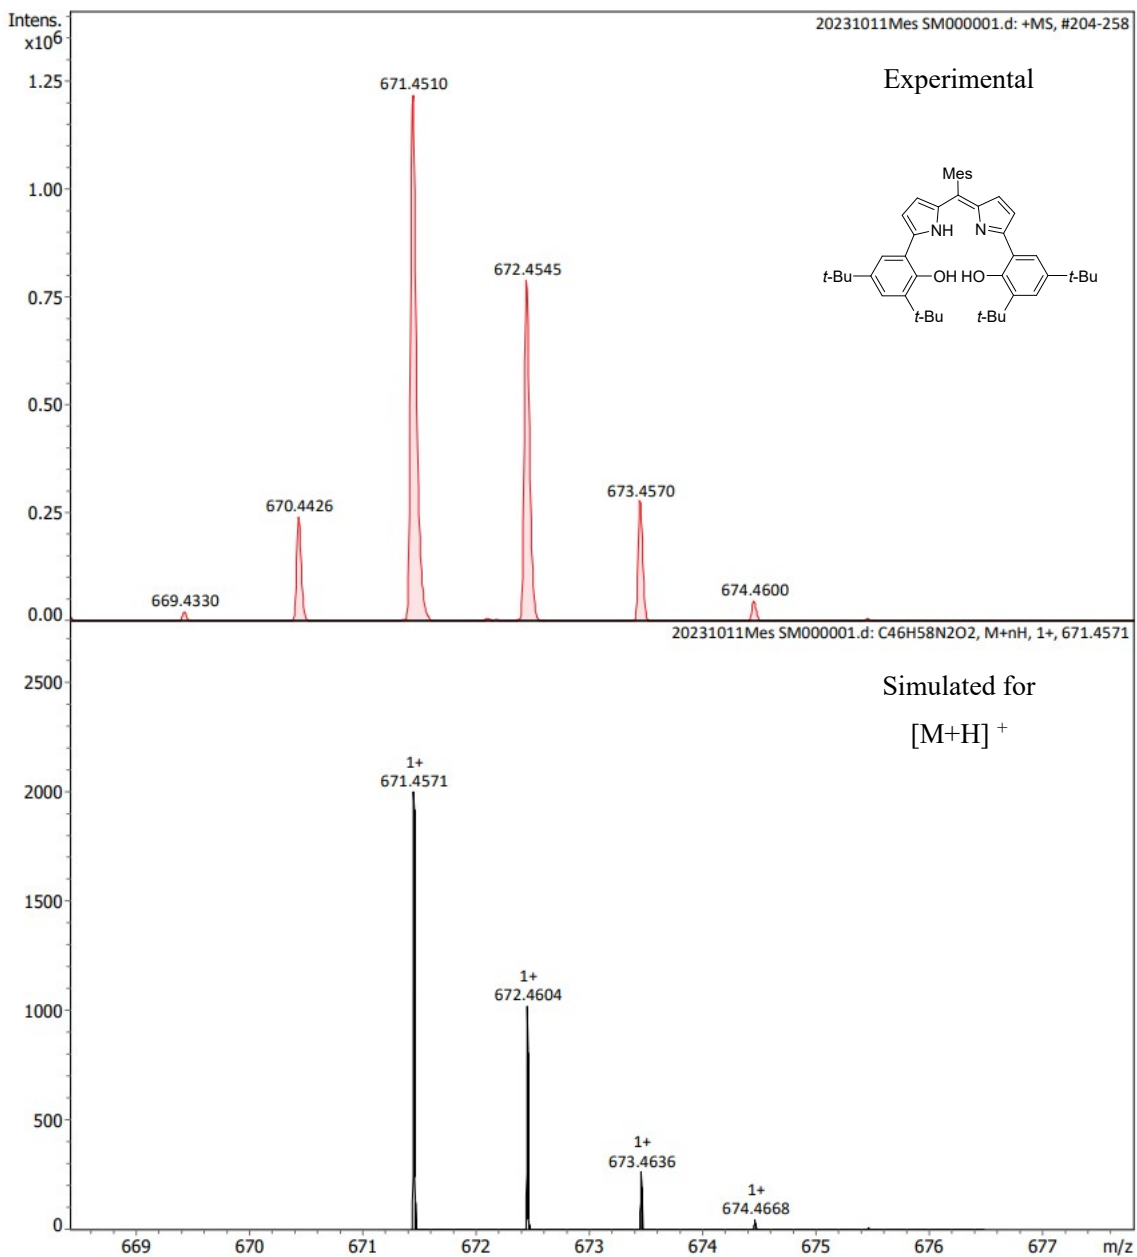 Intens.
x10⁶
20231011Mes SM000001.d: +MS, #204-258
Experimental
1.25
1.00
0.75
0.50
0.25
0.00
671.4510
672.4545
670.4426
673.4570
669.4330
674.4600
Mes
NH
N
t-Bu
OH HO
t-Bu
t-Bu
t-Bu
20231011Mes SM000001.d: C46H58N2O2, M+nH, 1+, 671.4571
Simulated for
[M+H] ⁺
2500
2000
1500
1000
500
0
1+
671.4571
1+
672.4604
1+
673.4636
1+
674.4668
669
670
671
672
673
674
675
676
677
m/z